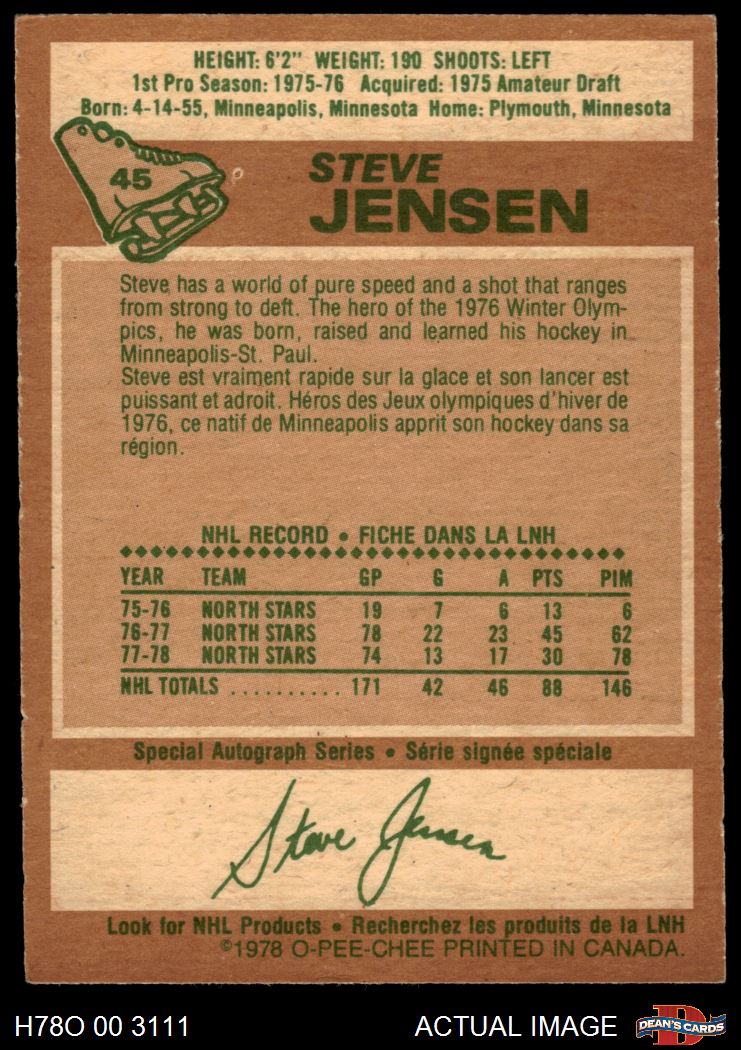 HEIGHT: 6'2" WEIGHT: 190 SHOOTS: LEFT
1st Pro Season: 1975-76 Acquired: 1975 Amateur Draft
Born: 4-14-55, Minneapolis, Minnesota Home: Plymouth, Minnesota
45
STEVE
JENSEN
Steve has a world of pure speed and a shot that ranges
from strong to deft. The hero of the 1976 Winter Olym-
pics, he was born, raised and learned his hockey in
Minneapolis-St. Paul.
Steve est vraiment rapide sur la glace et son lancer est
puissant et adroit. Héros des Jeux olympiques d'hiver de
1976, ce natif de Minneapolis apprit son hockey dans sa
région.
NHL RECORD • FICHE DANS LA LNH
YEAR TEAM GP G A PTS PIM
75-76 NORTH STARS 19 7 6 13 6
76-77 NORTH STARS 78 22 23 45 62
77-78 NORTH STARS 74 13 17 30 78
NHL TOTALS .......... 171 42 46 88 146
Special Autograph Series • Série signée spéciale
Steve Jensen
Look for NHL Products • Recherchez les produits de la LNH
©1978 O-PEE-CHEE PRINTED IN CANADA.
H78O 00 3111 ACTUAL IMAGE D DEAN'S CARDS